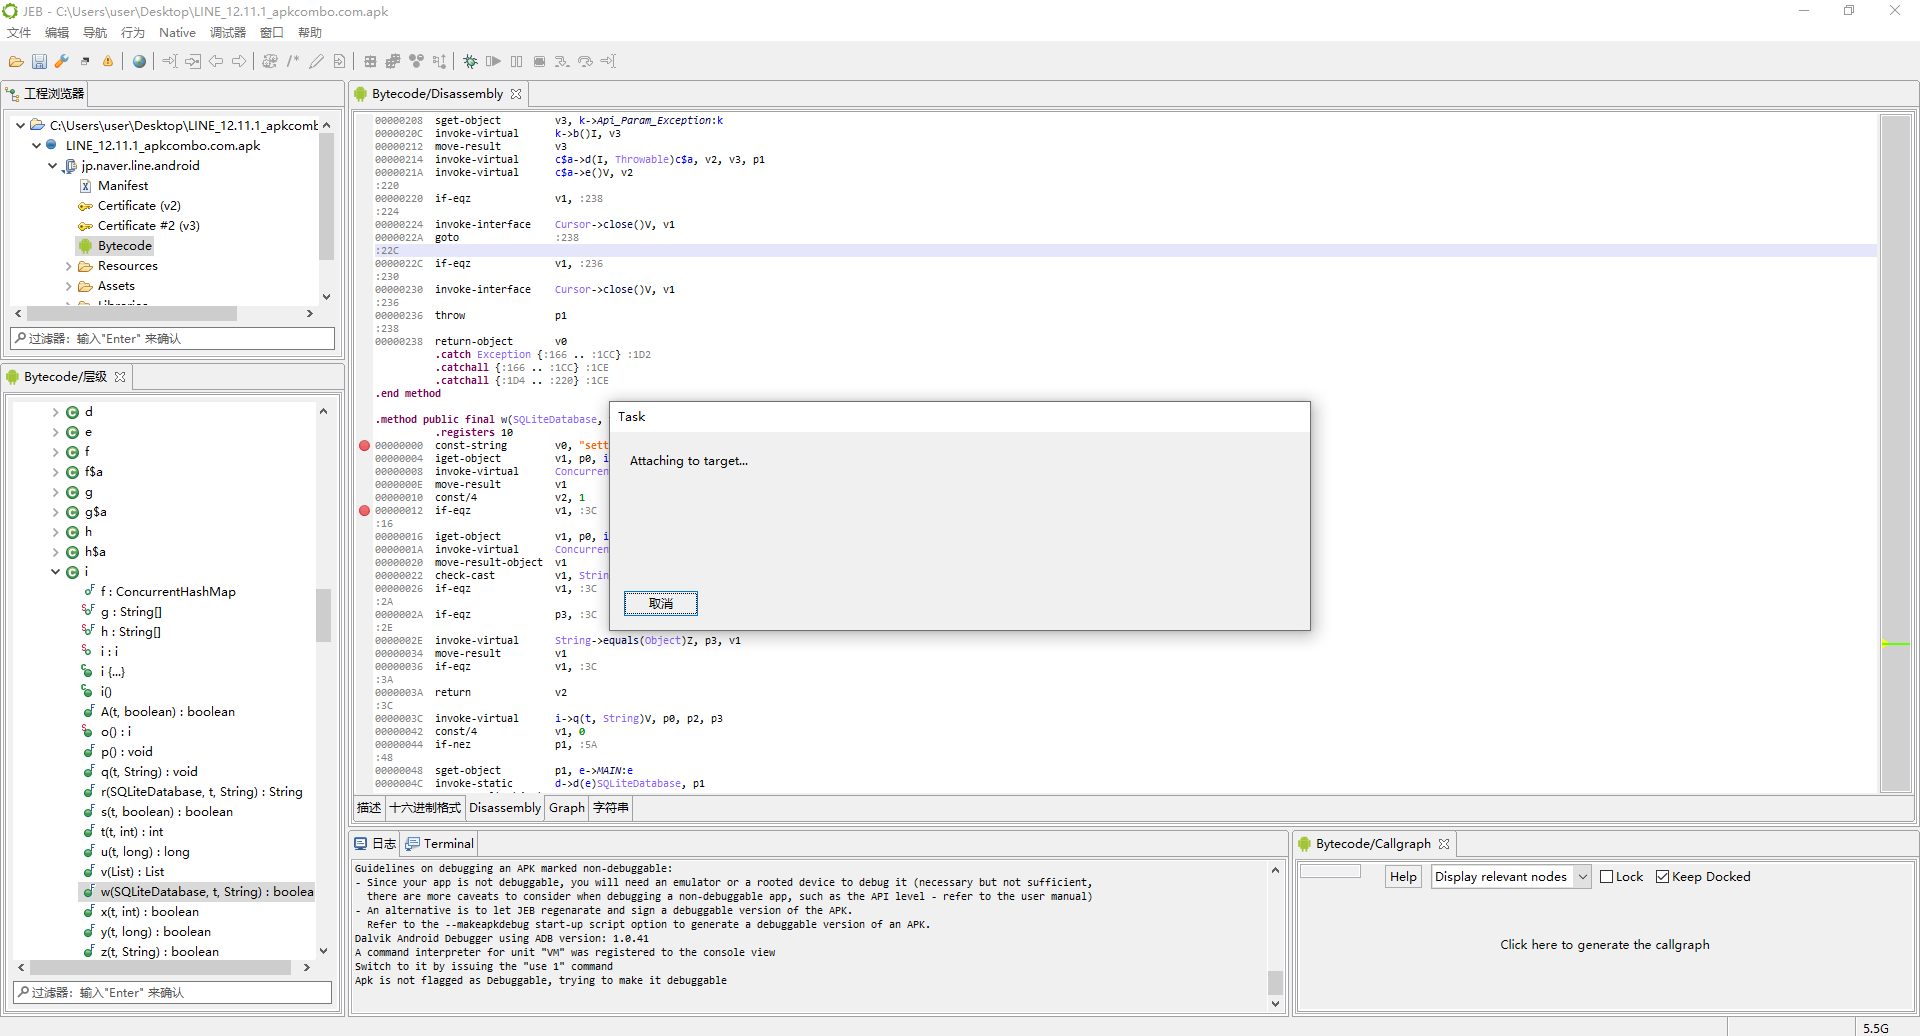 JEB - C:\Users\user\Desktop\LINE_12.11.1_apkcombo.com.apk
文件 编辑 导航 行为 Native 调试器 窗口 帮助
工程浏览器
C:\Users\user\Desktop\LINE_12.11.1_apkcomb
LINE_12.11.1_apkcombo.com.apk
jp.naver.line.android
Manifest
Certificate (v2)
Certificate #2 (v3)
Bytecode
Resources
Assets
过滤器: 输入"Enter" 来确认
Bytecode/层级
d
e
f
f$a
g
g$a
h
h$a
i
f : ConcurrentHashMap
g : String[]
h : String[]
i : i
i {...}
i()
A(t, boolean) : boolean
o() : i
p() : void
q(t, String) : void
r(SQLiteDatabase, t, String) : String
s(t, boolean) : boolean
t(t, int) : int
u(t, long) : long
v(List) : List
w(SQLiteDatabase, t, String) : boolea
x(t, int) : boolean
y(t, long) : boolean
z(t, String) : boolean
过滤器: 输入"Enter" 来确认
Bytecode/Disassembly
00000208 sget-object v3, k->Api_Param_Exception:k
0000020C invoke-virtual k->b()I, v3
00000212 move-result v3
00000214 invoke-virtual c$a->d(I, Throwable)c$a, v2, v3, p1
0000021A invoke-virtual c$a->e()V, v2
:220
00000220 if-eqz v1, :238
:224
00000224 invoke-interface Cursor->close()V, v1
0000022A goto :238
:22C
0000022C if-eqz v1, :236
:230
00000230 invoke-interface Cursor->close()V, v1
:236
00000236 throw p1
:238
00000238 return-object v0
.catch Exception {:166 .. :1CC} :1D2
.catchall {:166 .. :1CC} :1CE
.catchall {:1D4 .. :220} :1CE
.end method
.method public final w(SQLiteDatabase,
.registers 10
00000000 const-string v0, "sett
00000004 iget-object v1, p0, i
00000008 invoke-virtual Concurren
0000000E move-result v1
00000010 const/4 v2, 1
00000012 if-eqz v1, :3C
:16
00000016 iget-object v1, p0, i
0000001A invoke-virtual Concurren
00000020 move-result-object v1
00000022 check-cast v1, Strin
00000026 if-eqz v1, :3C
:2A
0000002A if-eqz p3, :3C
:2E
0000002E invoke-virtual String->equals(Object)Z, p3, v1
00000034 move-result v1
00000036 if-eqz v1, :3C
:3A
0000003A return v2
:3C
0000003C invoke-virtual i->q(t, String)V, p0, p2, p3
00000042 const/4 v1, 0
00000044 if-nez p1, :5A
:48
00000048 sget-object p1, e->MAIN:e
0000004C invoke-static d->d(e)SQLiteDatabase, p1
描述 十六进制格式 Disassembly Graph 字符串
Task
Attaching to target...
取消
日志 Terminal
Guidelines on debugging an APK marked non-debuggable:
- Since your app is not debuggable, you will need an emulator or a rooted device to debug it (necessary but not sufficient,
there are more caveats to consider when debugging a non-debuggable app, such as the API level - refer to the user manual)
- An alternative is to let JEB regenarate and sign a debuggable version of the APK.
Refer to the --makeapkdebug start-up script option to generate a debuggable version of an APK.
Dalvik Android Debugger using ADB version: 1.0.41
A command interpreter for unit "VM" was registered to the console view
Switch to it by issuing the "use 1" command
Apk is not flagged as Debuggable, trying to make it debuggable
Bytecode/Callgraph
Help Display relevant nodes Lock Keep Docked
Click here to generate the callgraph
5.5G